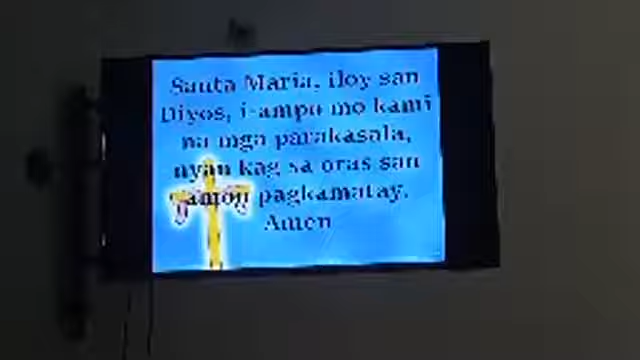 Santa Maria, iloy san
Diyos, i-ampo mo kami
na mga parakasala,
nyan kag sa oras san
amon pagkamatay.
Amen